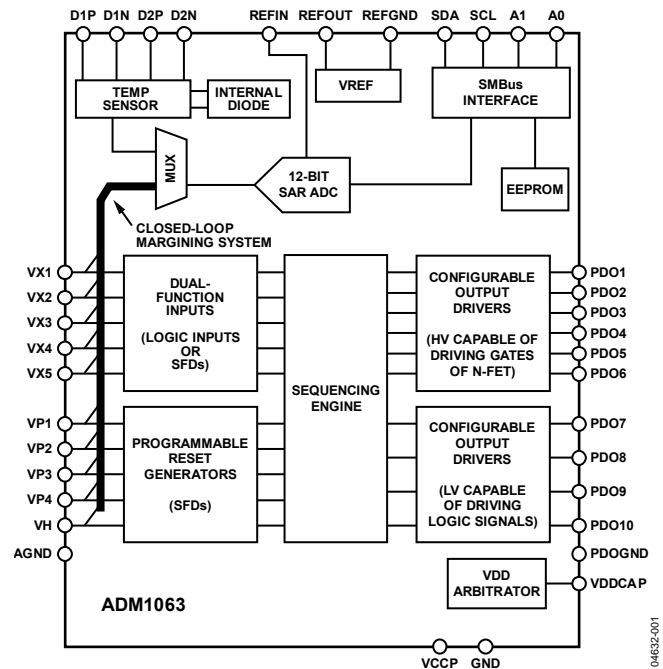 D1P D1N D2P D2N REFIN REFOUT REFGND SDA SCL A1 A0
TEMP
SENSOR
INTERNAL
DIODE
VREF
SMBus
INTERFACE
MUX
12-BIT
SAR ADC
EEPROM
CLOSED-LOOP
MARGINING SYSTEM
VX1
VX2
VX3
VX4
VX5
DUAL-
FUNCTION
INPUTS
(LOGIC INPUTS
OR
SFDs)
VP1
VP2
VP3
VP4
VH
AGND
PROGRAMMABLE
RESET
GENERATORS
(SFDs)
SEQUENCING
ENGINE
CONFIGURABLE
OUTPUT
DRIVERS
(HV CAPABLE OF
DRIVING GATES
OF N-FET)
PDO1
PDO2
PDO3
PDO4
PDO5
PDO6
CONFIGURABLE
OUTPUT
DRIVERS
(LV CAPABLE
OF DRIVING
LOGIC SIGNALS)
PDO7
PDO8
PDO9
PDO10
PDOGND
VDD
ARBITRATOR
VDDCAP
ADM1063
VCCP GND
04632-001